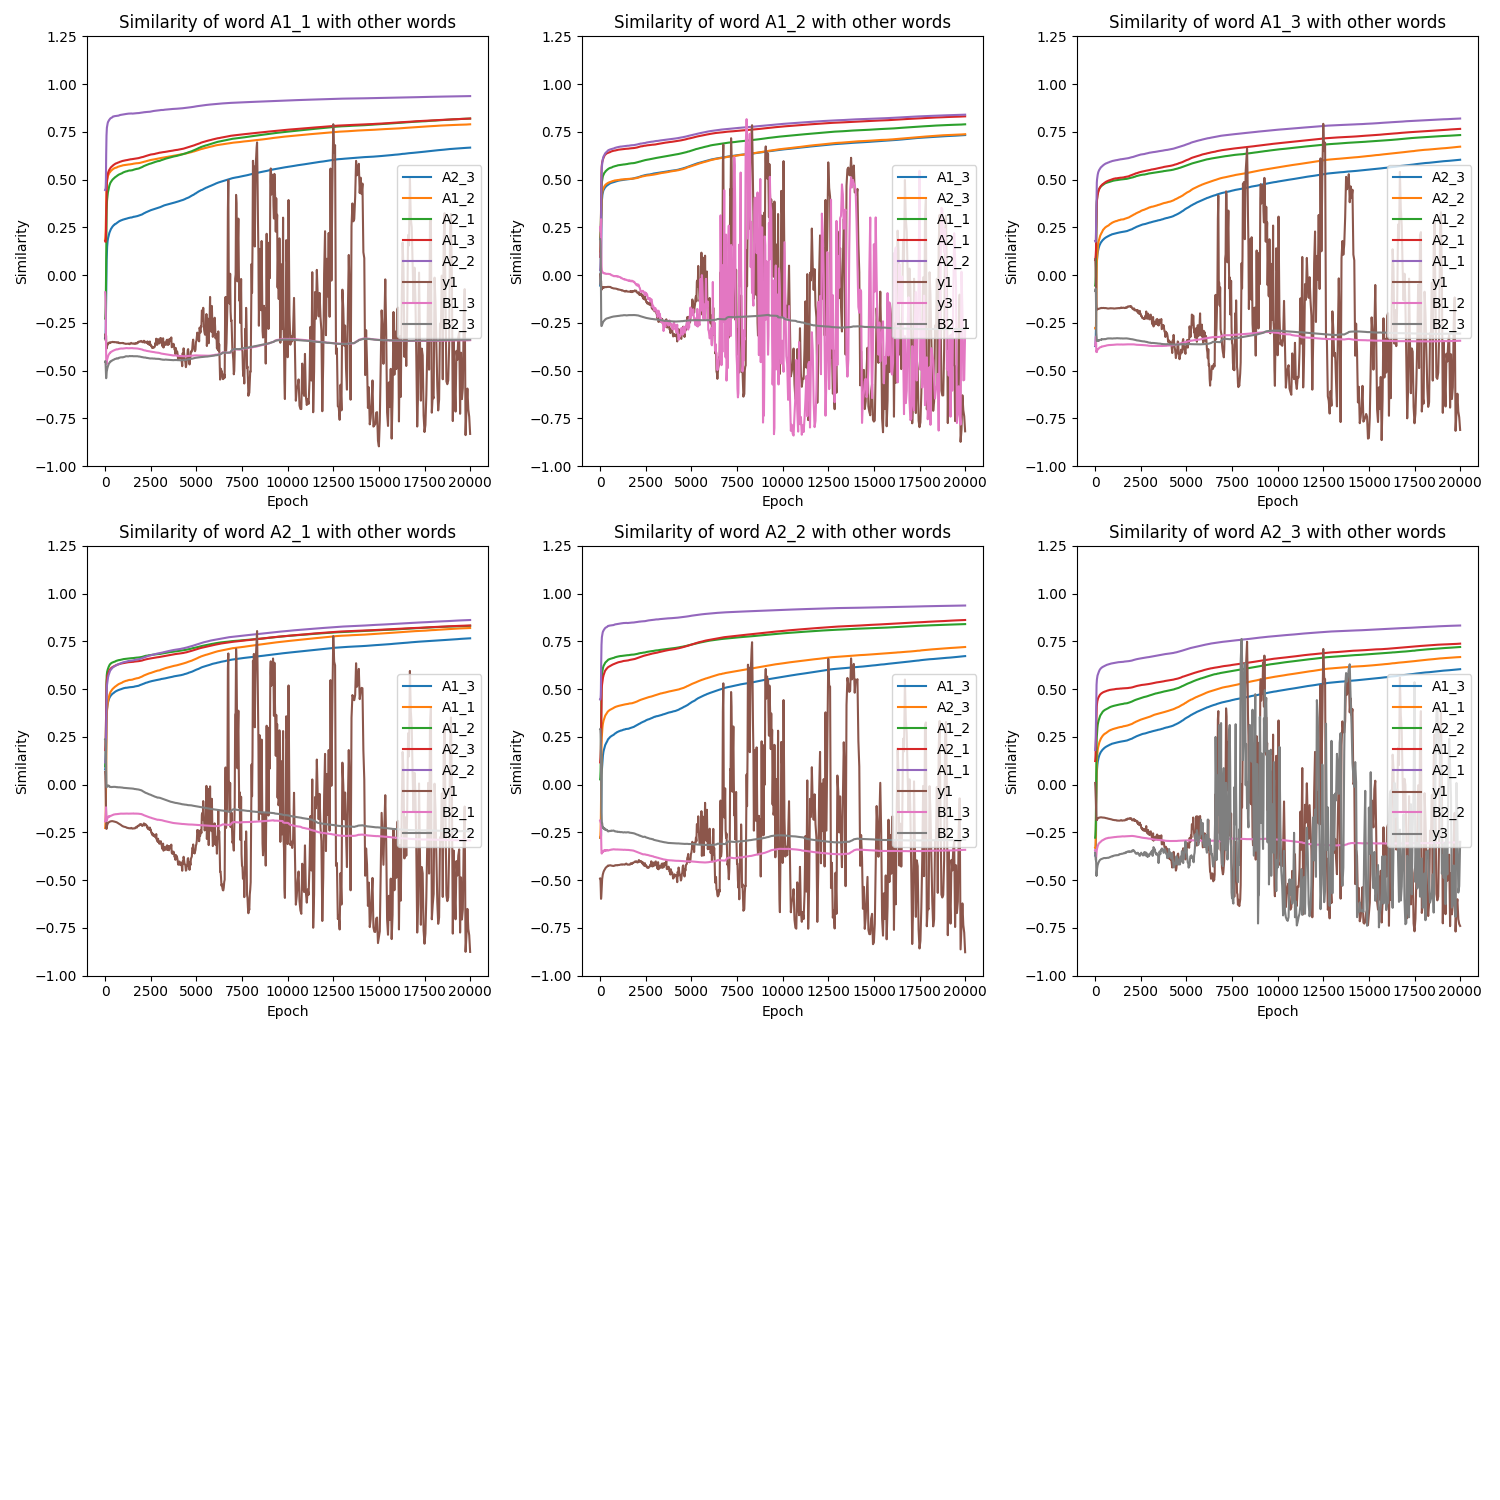 Similarity of word A1_1 with other words
1.25
1.00
0.75
0.50
0.25
0.00
−0.25
−0.50
−0.75
−1.00
Similarity
0 2500 5000 7500 10000 12500 15000 17500 20000
Epoch
A2_3
A1_2
A2_1
A1_3
A2_2
y1
B1_3
B2_3
Similarity of word A1_2 with other words
1.25
1.00
0.75
0.50
0.25
0.00
−0.25
−0.50
−0.75
−1.00
Similarity
0 2500 5000 7500 10000 12500 15000 17500 20000
Epoch
A1_3
A2_3
A1_1
A2_1
A2_2
y1
y3
B2_1
Similarity of word A1_3 with other words
1.25
1.00
0.75
0.50
0.25
0.00
−0.25
−0.50
−0.75
−1.00
Similarity
0 2500 5000 7500 10000 12500 15000 17500 20000
Epoch
A2_3
A2_2
A1_2
A2_1
A1_1
y1
B1_2
B2_3
Similarity of word A2_1 with other words
1.25
1.00
0.75
0.50
0.25
0.00
−0.25
−0.50
−0.75
−1.00
Similarity
0 2500 5000 7500 10000 12500 15000 17500 20000
Epoch
A1_3
A1_1
A1_2
A2_3
A2_2
y1
B2_1
B2_2
Similarity of word A2_2 with other words
1.25
1.00
0.75
0.50
0.25
0.00
−0.25
−0.50
−0.75
−1.00
Similarity
0 2500 5000 7500 10000 12500 15000 17500 20000
Epoch
A1_3
A2_3
A1_2
A2_1
A1_1
y1
B1_3
B2_3
Similarity of word A2_3 with other words
1.25
1.00
0.75
0.50
0.25
0.00
−0.25
−0.50
−0.75
−1.00
Similarity
0 2500 5000 7500 10000 12500 15000 17500 20000
Epoch
A1_3
A1_1
A2_2
A1_2
A2_1
y1
B2_2
y3